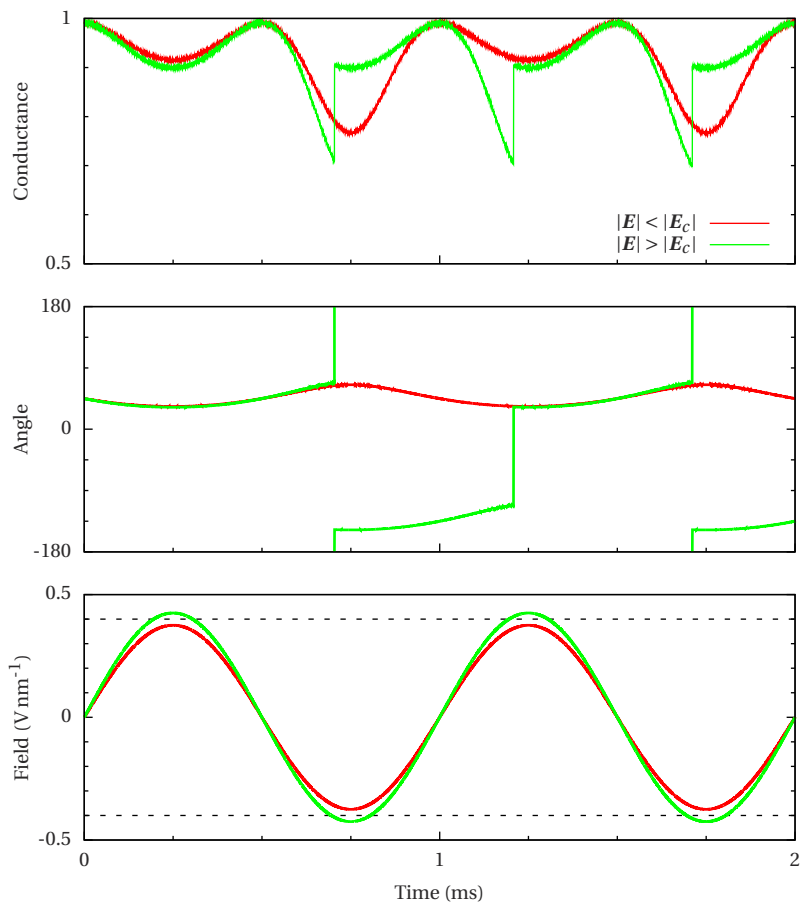 1
Conductance
|E| < |E_C|
|E| > |E_C|
0.5
180
Angle
0
-180
0.5
Field (V nm⁻¹)
0
-0.5
0 1 2
Time (ms)